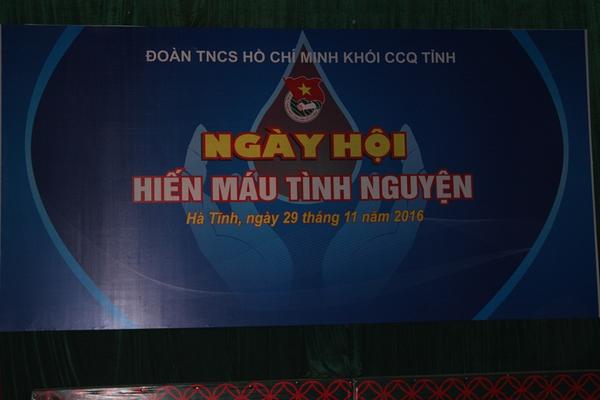 ĐOÀN TNCS HỒ CHÍ MINH KHỐI CCQ TỈNH
NGÀY HỘI
HIẾN MÁU TÌNH NGUYỆN
Hà Tĩnh, ngày 29 tháng 11 năm 2016